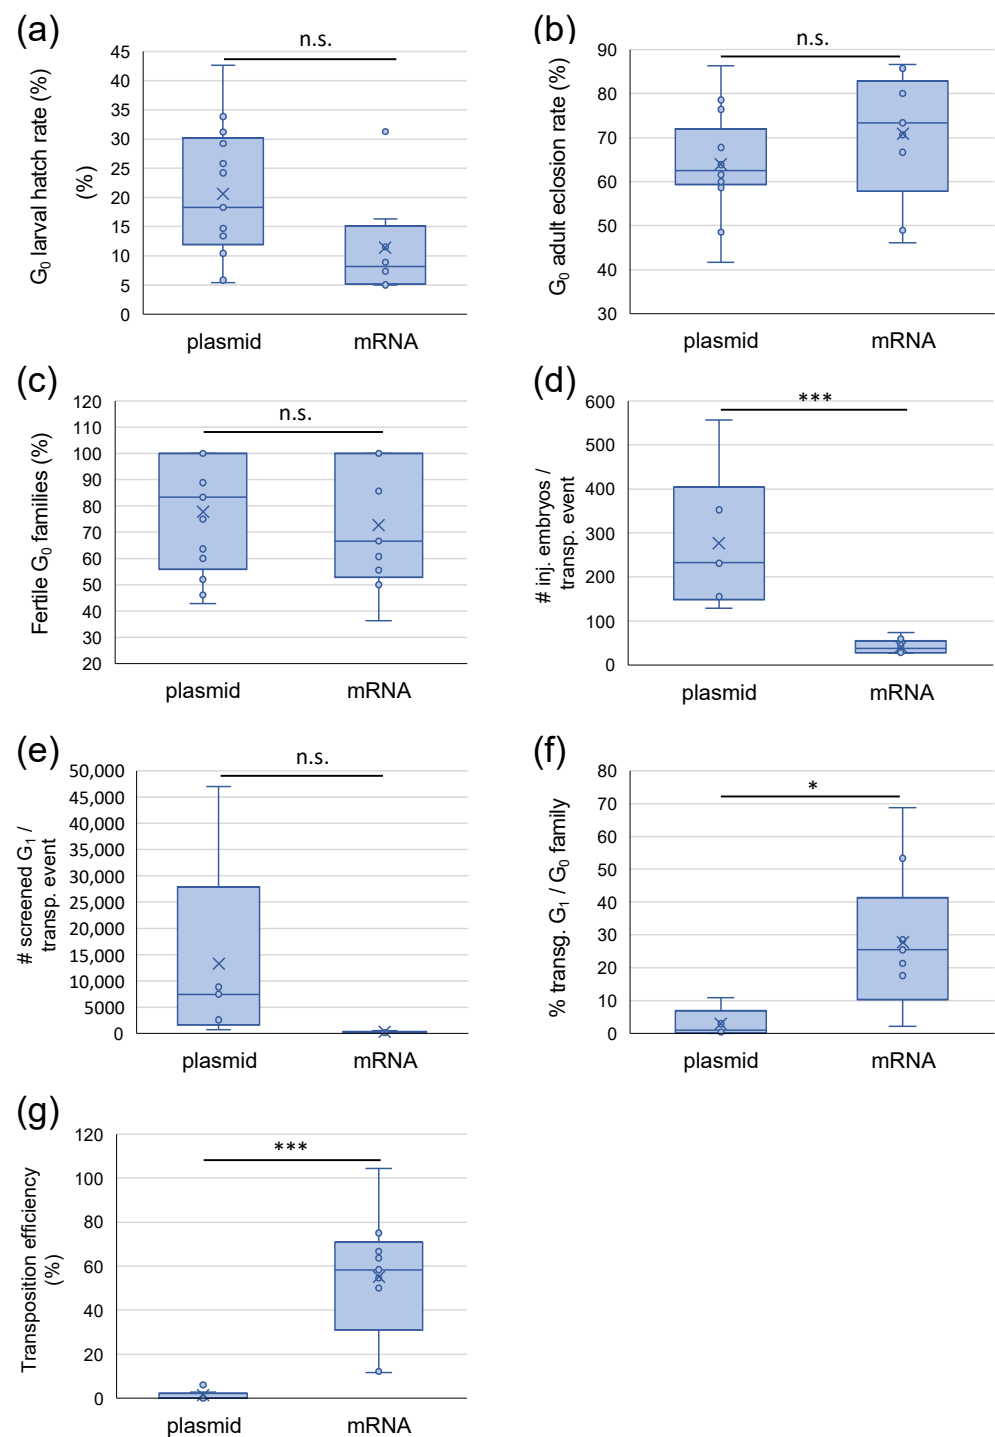 (a)
n.s.
G0 larval hatch rate (%)
(%)
45
40
35
30
25
20
15
10
5
0
plasmid mRNA
(b)
n.s.
G0 adult eclosion rate (%)
90
80
70
60
50
40
30
plasmid mRNA
(c)
n.s.
Fertile G0 families (%)
120
100
90
80
70
60
50
40
30
20
plasmid mRNA
(d)
***
# inj. embryos /
transp. event
600
500
400
300
200
100
0
plasmid mRNA
(e)
n.s.
# screened G1 /
transp. event
50,000
45,000
40,000
35,000
30,000
25,000
20,000
15,000
10,000
5000
0
plasmid mRNA
(f)
*
% transg. G1 / G0 family
80
70
60
50
40
30
20
10
0
plasmid mRNA
(g)
***
Transposition efficiency
(%)
120
100
80
60
40
20
0
plasmid mRNA